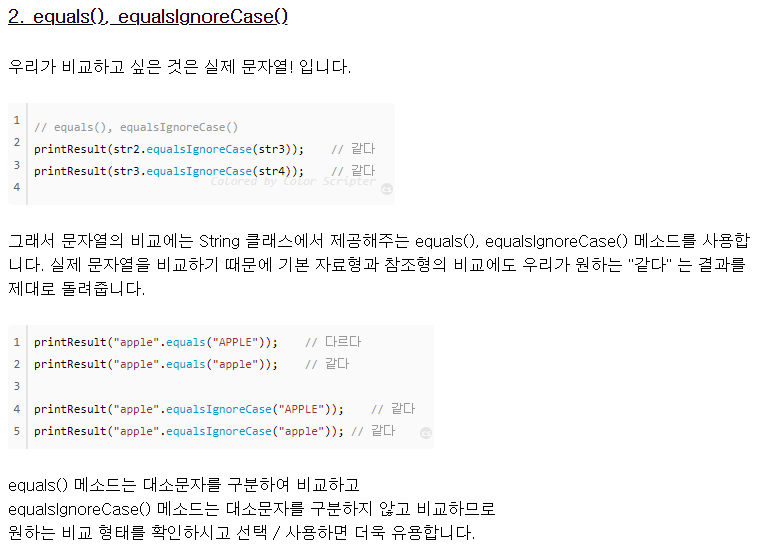 2. equals(), equalsIgnoreCase()
우리가 비교하고 싶은 것은 실제 문자열! 입니다.
1
2 // equals(), equalsIgnoreCase()
3 printResult(str2.equalsIgnoreCase(str3)); // 같다
4 printResult(str3.equalsIgnoreCase(str4)); // 같다
Colored by Color Scripter
cs
그래서 문자열의 비교에는 String 클래스에서 제공해주는 equals(), equalsIgnoreCase() 메소드를 사용합
니다. 실제 문자열을 비교하기 때문에 기본 자료형과 참조형의 비교에도 우리가 원하는 "같다" 는 결과를
제대로 돌려줍니다.
1 printResult("apple".equals("APPLE")); // 다르다
2 printResult("apple".equals("apple")); // 같다
3
4 printResult("apple".equalsIgnoreCase("APPLE")); // 같다
5 printResult("apple".equalsIgnoreCase("apple")); // 같다
cs
equals() 메소드는 대소문자를 구분하여 비교하고
equalsIgnoreCase() 메소드는 대소문자를 구분하지 않고 비교하므로
원하는 비교 형태를 확인하시고 선택 / 사용하면 더욱 유용합니다.